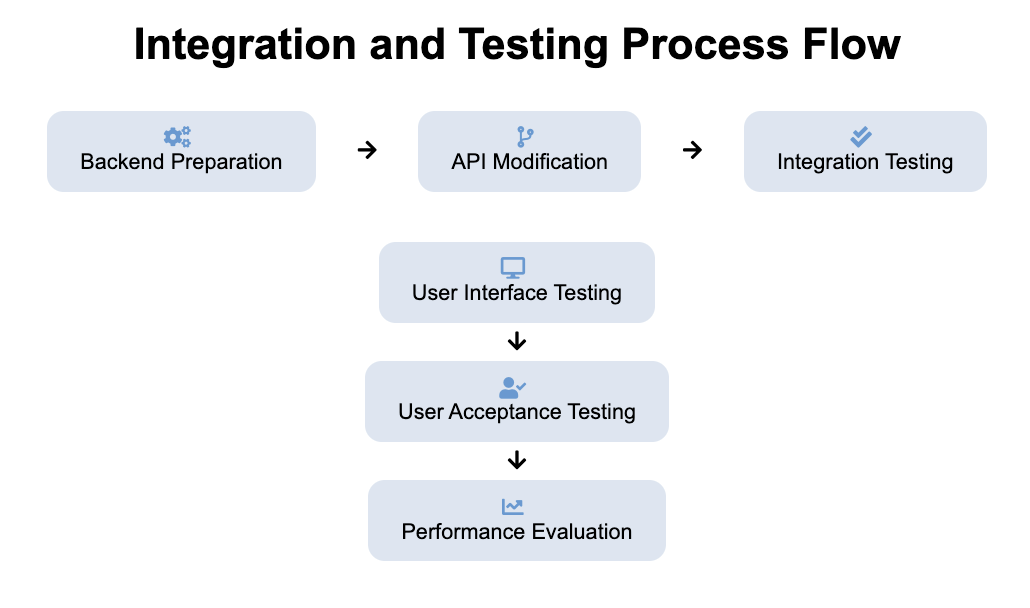 Integration and Testing Process Flow
Backend Preparation
API Modification
Integration Testing
User Interface Testing
User Acceptance Testing
Performance Evaluation